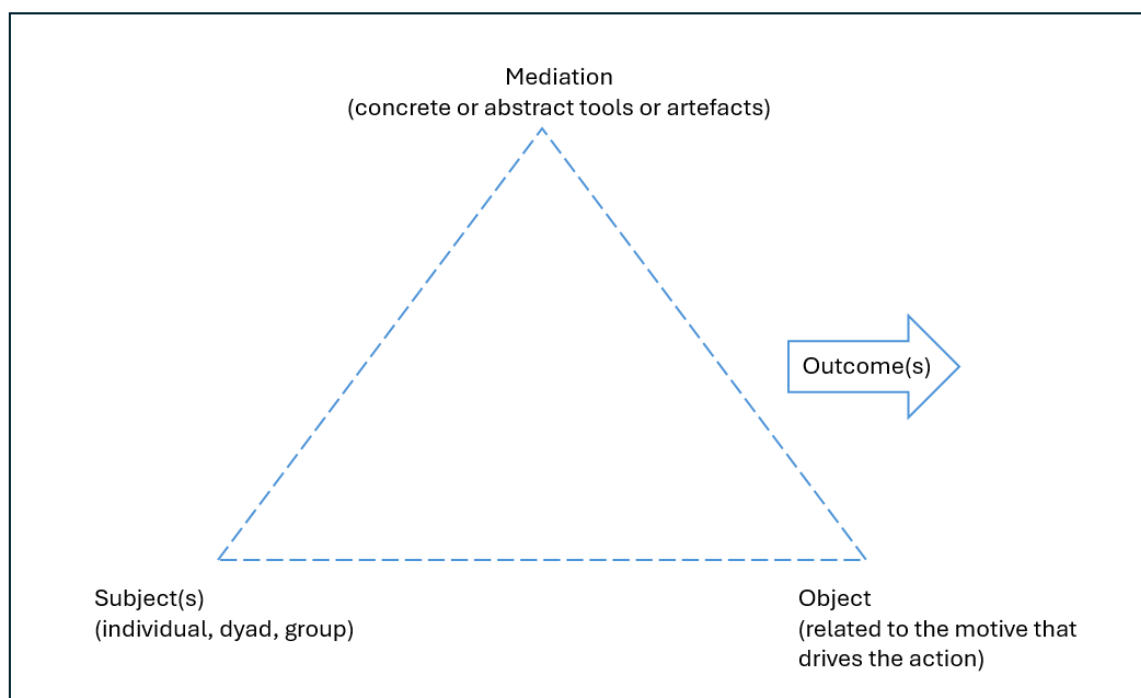 Mediation
(concrete or abstract tools or artefacts)
Outcome(s)
Subject(s)
(individual, dyad, group)
Object
(related to the motive that
drives the action)